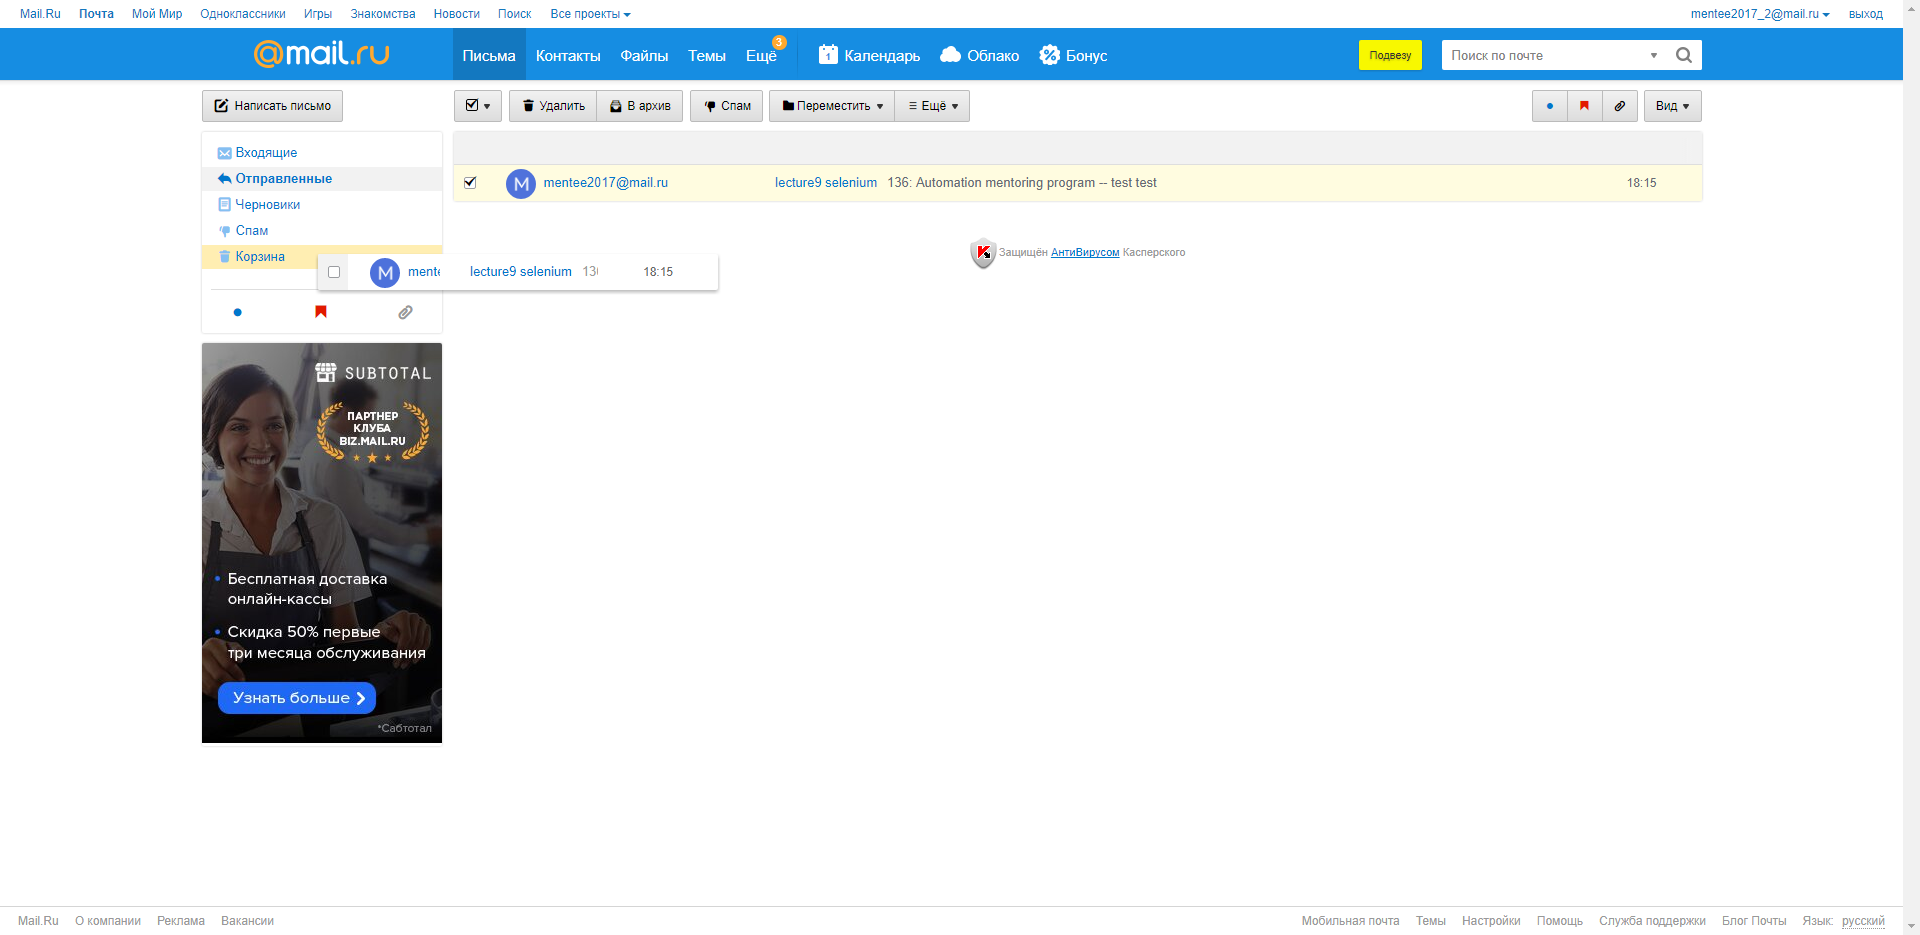 Mail.Ru Почта Мой Мир Одноклассники Игры Знакомства Новости Поиск Все проекты mentee2017_2@mail.ru выход
@mail.ru Письма Контакты Файлы Темы Ещё 3 1 Календарь Облако % Бонус Подвезу Поиск по почте
Написать письмо Удалить В архив Спам Переместить Ещё Вид
Входящие
Отправленные
Черновики
Спам
Корзина
M mentee2017@mail.ru lecture9 selenium 136: Automation mentoring program -- test test 18:15
Защищён АнтиВирусом Касперского
M mente lecture9 selenium 136 18:15
SUBTOTAL
ПАРТНЕР
КЛУБА
BIZ.MAIL.RU
Бесплатная доставка
онлайн-кассы
Скидка 50% первые
три месяца обслуживания
Узнать больше
*Сабтотал
Mail.Ru О компании Реклама Вакансии Мобильная почта Темы Настройки Помощь Служба поддержки Блог Почты Язык: русский